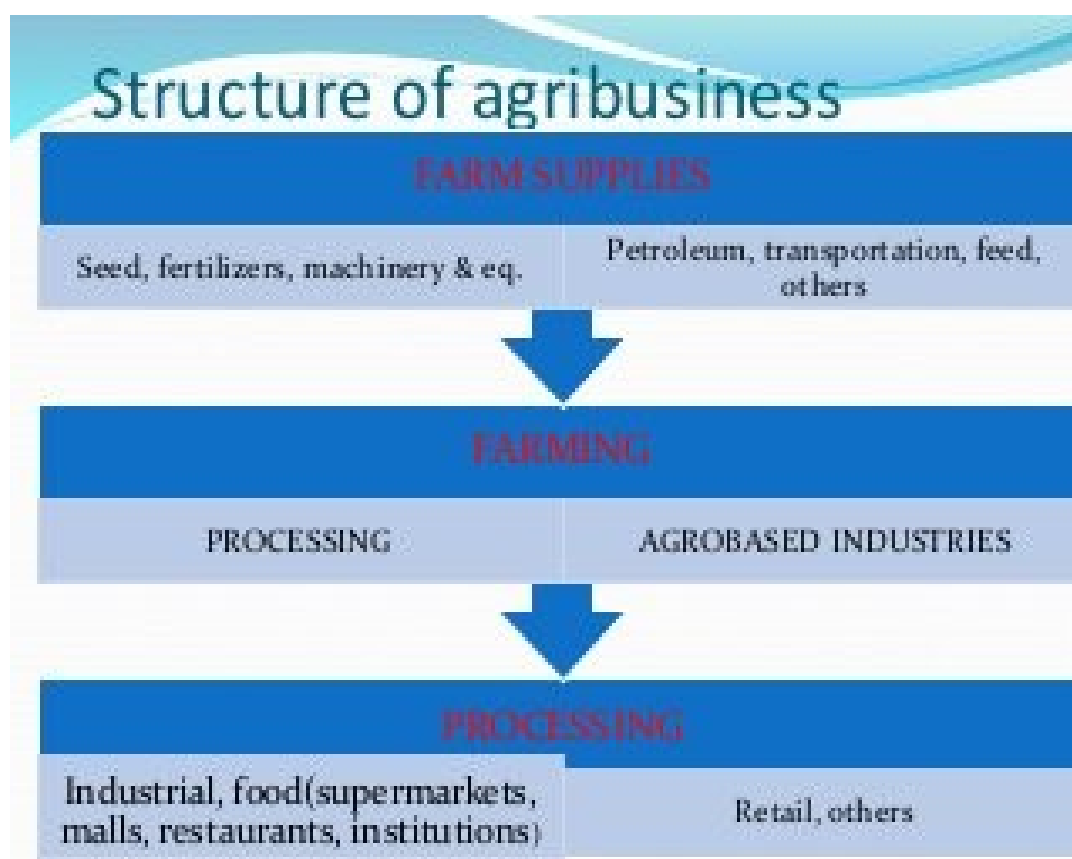 Structure of agribusiness
FARM SUPPLIES
Seed, fertilizers, machinery & eq.
Petroleum, transportation, feed,
others
FARMING
PROCESSING
AGROBASED INDUSTRIES
PROCESSING
Industrial, food(supermarkets,
malls, restaurants, institutions)
Retail, others